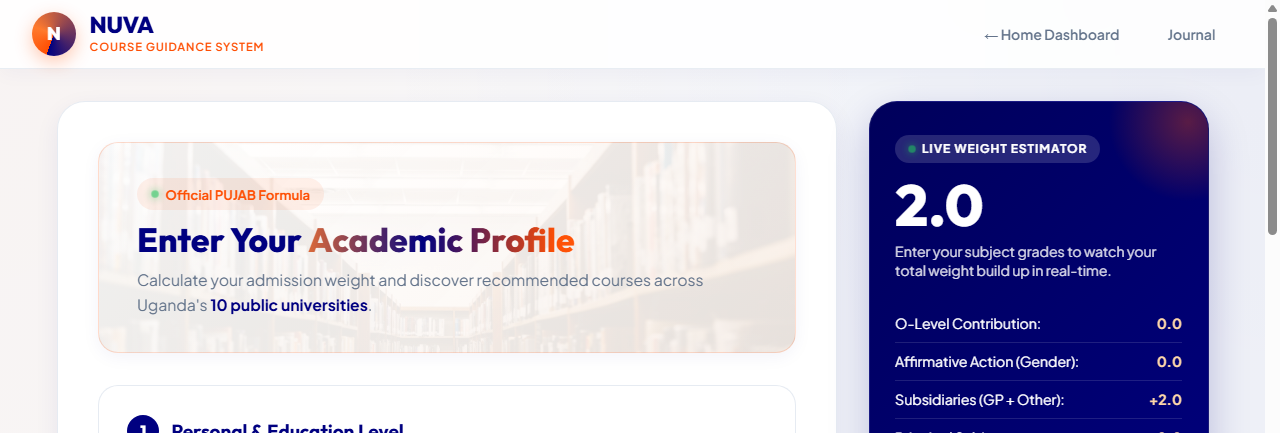 N
NUVA
COURSE GUIDANCE SYSTEM
← Home Dashboard
Journal
Official PUJAB Formula
Enter Your Academic Profile
Calculate your admission weight and discover recommended courses across
Uganda's 10 public universities.
1 Personal & Education Level
LIVE WEIGHT ESTIMATOR
2.0
Enter your subject grades to watch your
total weight build up in real-time.
O-Level Contribution: 0.0
Affirmative Action (Gender): 0.0
Subsidiaries (GP + Other): +2.0